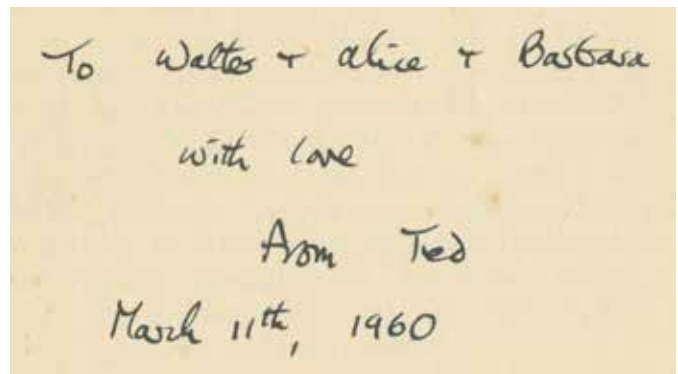 To Walter + Alice + Barbara
with love
from Ted
March 11th, 1960